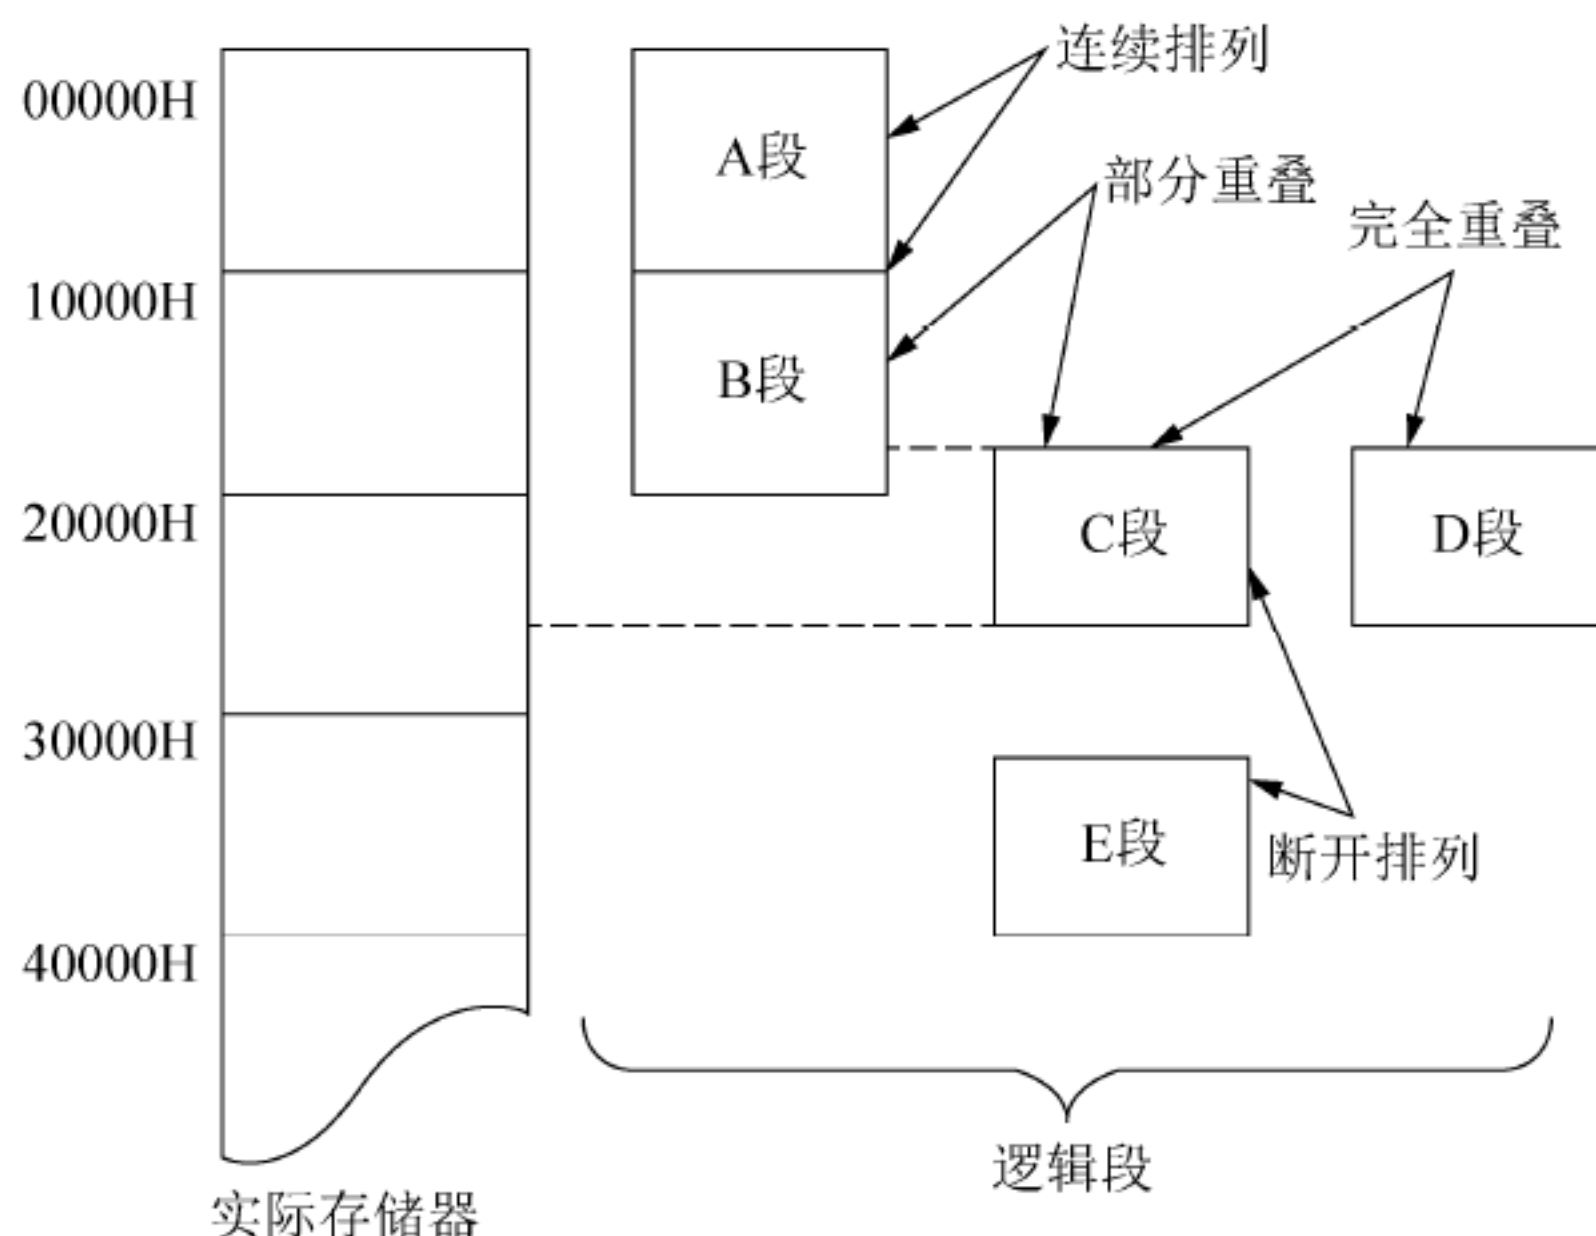 连续排列
00000H
A段
部分重叠
完全重叠
10000H
B段
20000H
C段
D段
30000H
E段
断开排列
40000H
逻辑段
实际存储器